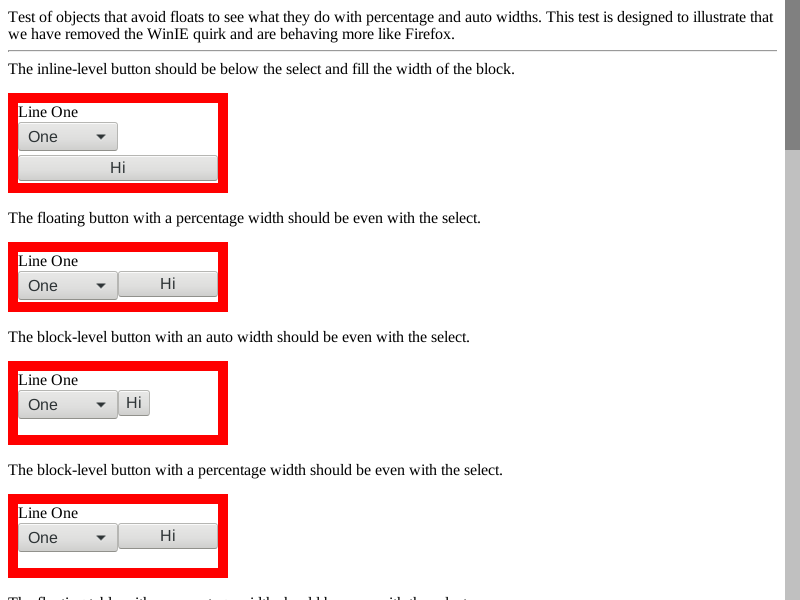 Test of objects that avoid floats to see what they do with percentage and auto widths. This test is designed to illustrate that
we have removed the WinIE quirk and are behaving more like Firefox.
The inline-level button should be below the select and fill the width of the block.
Line One
One
Hi
The floating button with a percentage width should be even with the select.
Line One
One Hi
The block-level button with an auto width should be even with the select.
Line One
One Hi
The block-level button with a percentage width should be even with the select.
Line One
One Hi